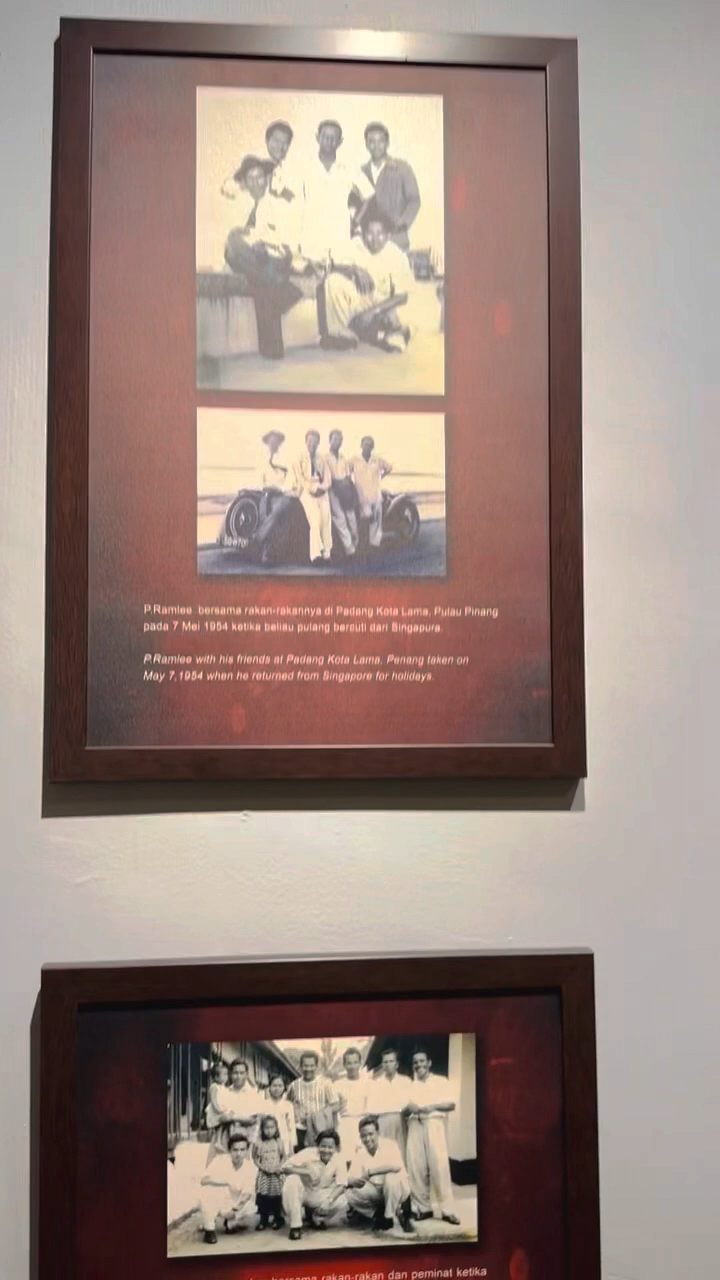 P.Ramlee bersama rakan-rakannya di Padang Kota Lama, Pulau Pinang
pada 7 Mei 1954 ketika beliau pulang bercuti dari Singapura.
P.Ramlee with his friends at Padang Kota Lama, Penang taken on
May 7,1954 when he returned from Singapore for holidays.
bersama rakan-rakan dan peminat ketika